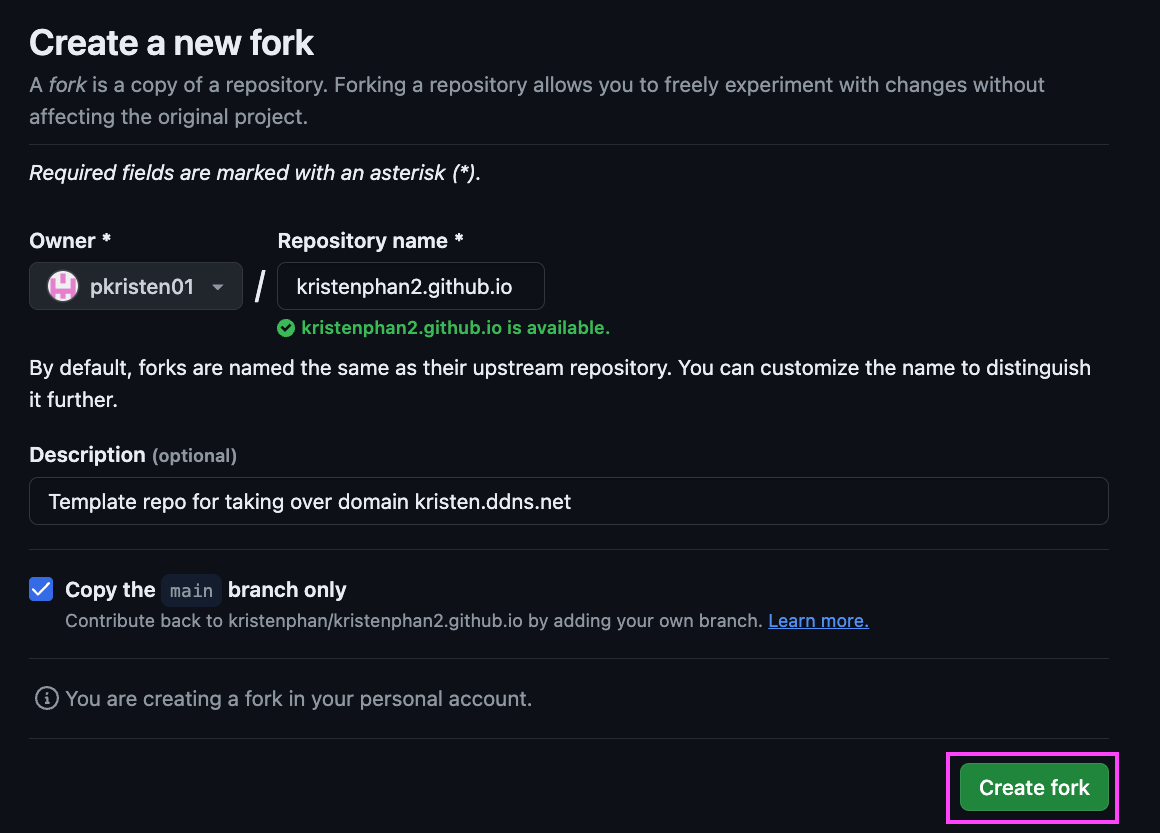 Create a new fork
A fork is a copy of a repository. Forking a repository allows you to freely experiment with changes without
affecting the original project.
Required fields are marked with an asterisk (*).
Owner *
Repository name *
pkristen01
/
kristenphan2.github.io
kristenphan2.github.io is available.
By default, forks are named the same as their upstream repository. You can customize the name to distinguish
it further.
Description (optional)
Template repo for taking over domain kristen.ddns.net
Copy the main branch only
Contribute back to kristenphan/kristenphan2.github.io by adding your own branch. Learn more.
You are creating a fork in your personal account.
Create fork